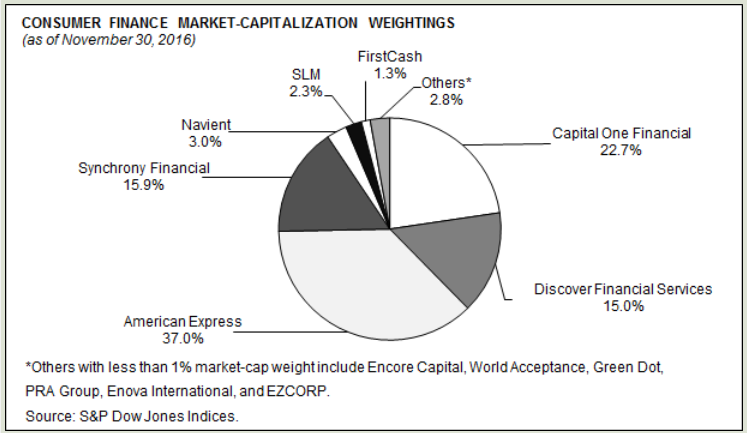 CONSUMER FINANCE MARKET-CAPITALIZATION WEIGHTINGS
(as of November 30, 2016)
FirstCash
1.3%
SLM
2.3%
Others*
2.8%
Navient
3.0%
Capital One Financial
22.7%
Synchrony Financial
15.9%
Discover Financial Services
15.0%
American Express
37.0%
*Others with less than 1% market-cap weight include Encore Capital, World Acceptance, Green Dot,
PRA Group, Enova International, and EZCORP.
Source: S&P Dow Jones Indices.